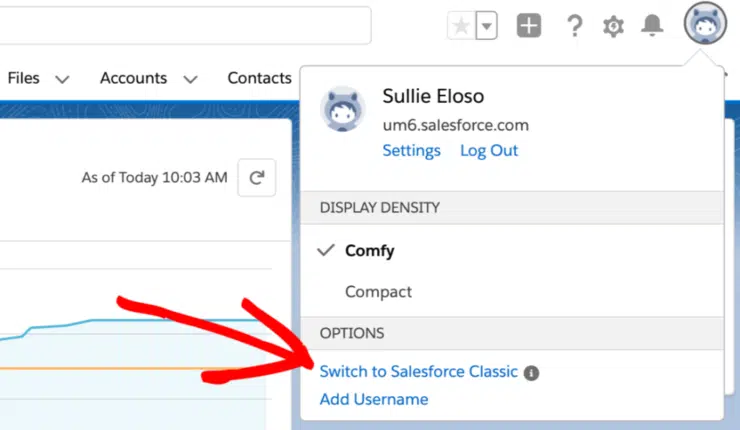 Files Accounts Contacts
Sullie Eloso
um6.salesforce.com
Settings Log Out
As of Today 10:03 AM
DISPLAY DENSITY
Comfy
Compact
OPTIONS
Switch to Salesforce Classic
Add Username